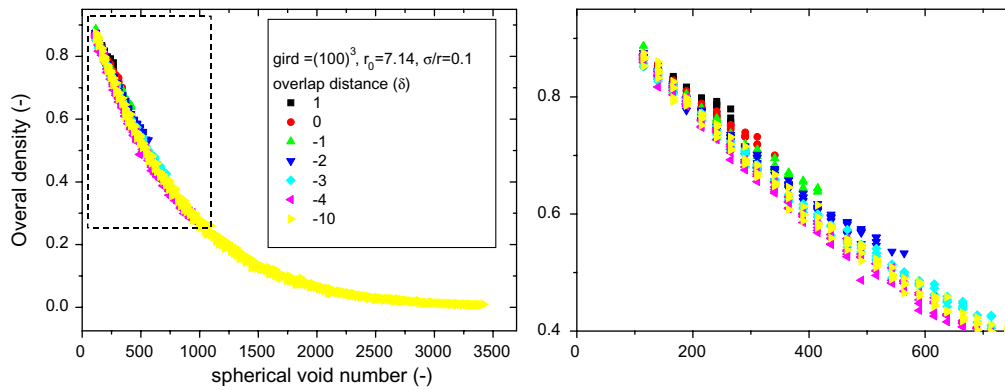 Overal density (-)
0.8
0.6
0.4
0.2
0.0
0 500 1000 1500 2000 2500 3000 3500
spherical void number (-)
gird =(100)³, r₀=7.14, σ/r=0.1
overlap distance (δ)
1
0
-1
-2
-3
-4
-10
0.8
0.6
0.4
200 400 600